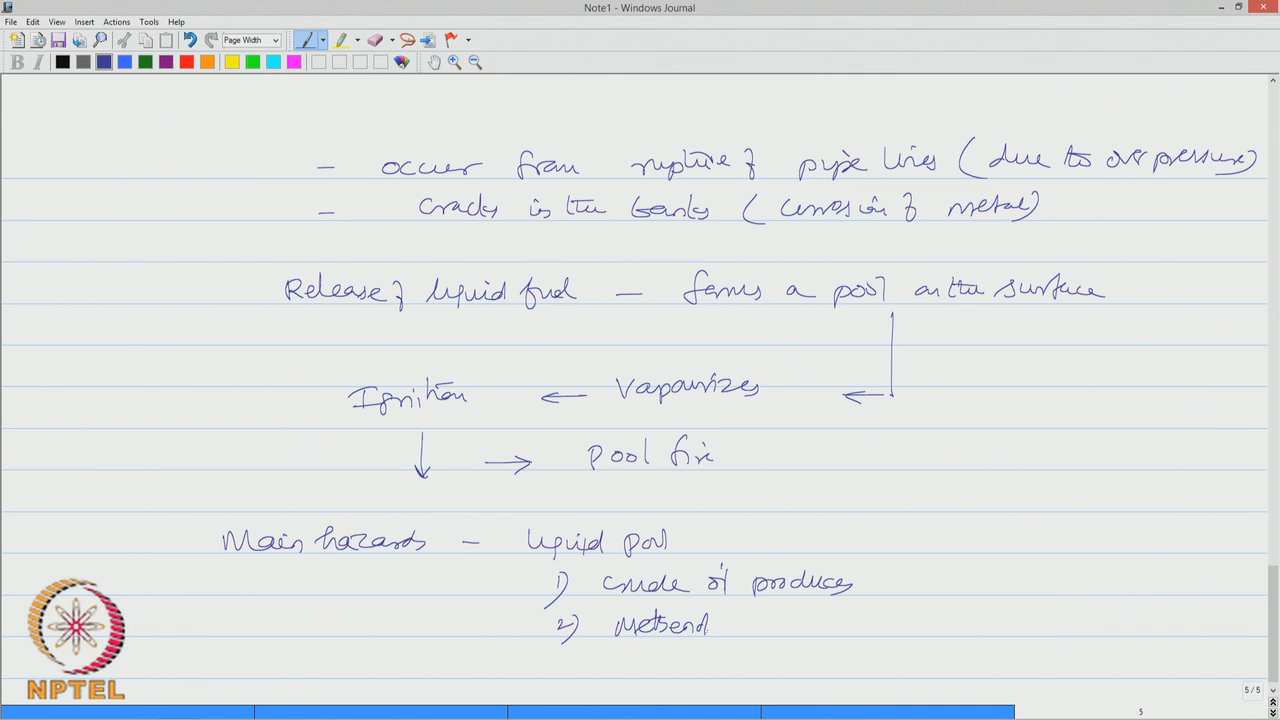 Note1 - Windows Journal
File Edit View Insert Actions Tools Help
Page Width
B I
- occur from rupture of pipe lines (due to over pressure)
- cracks in the tanks (corrosion of metal)
Release of liquid fuel - forms a pool on the surface
Ignition ← Vapourizes ←
↓ → Pool fire
Main hazards - liquid pool
1) crude oil produces
2)
NPTEL
5 / 5
5